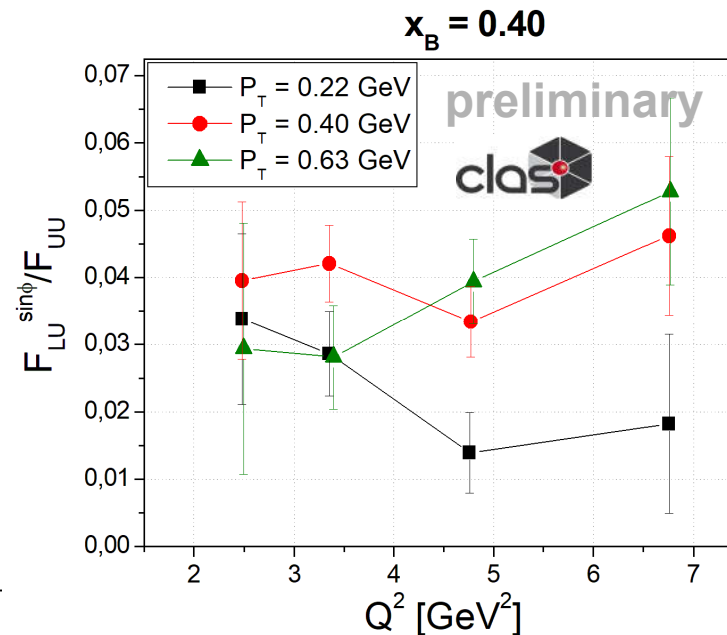 x_B = 0.40
P_T = 0.22 GeV
P_T = 0.40 GeV
P_T = 0.63 GeV
preliminary
clas
0,07
0,06
0,05
0,04
0,03
0,02
0,01
0,00
F_LU^sinϕ/F_UU
2 3 4 5 6 7
Q^2 [GeV^2]